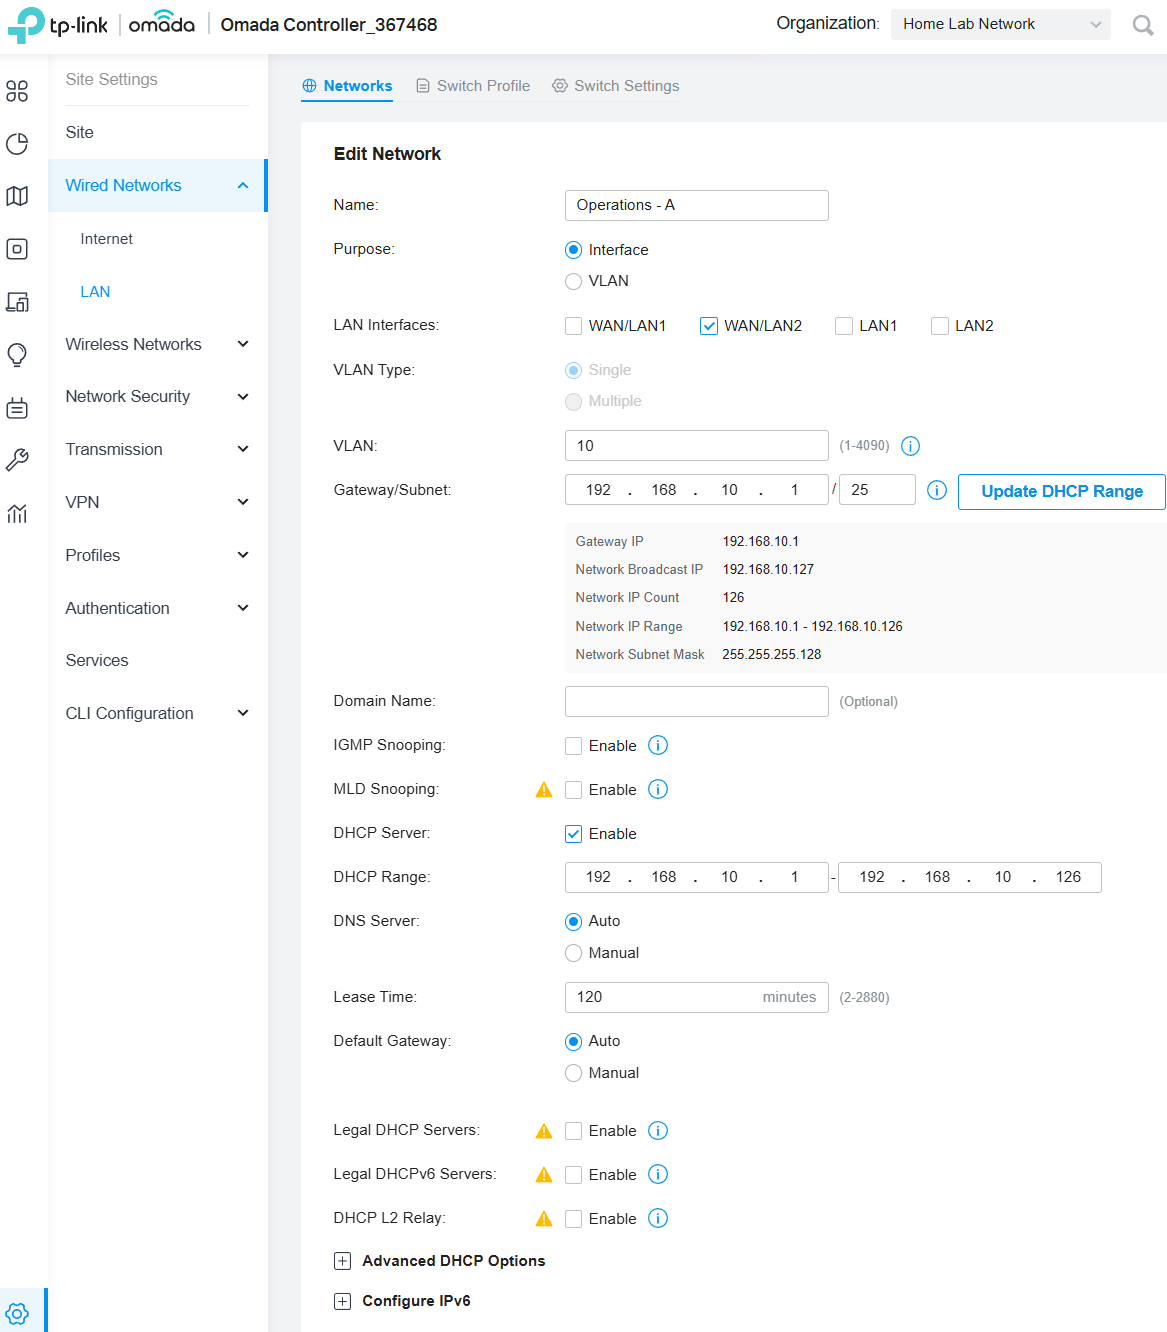 tp-link | omada | Omada Controller_367468
Organization: Home Lab Network
Site Settings
Site
Wired Networks
Internet
LAN
Wireless Networks
Network Security
Transmission
VPN
Profiles
Authentication
Services
CLI Configuration
Networks Switch Profile Switch Settings
Edit Network
Name: Operations - A
Purpose: Interface
VLAN
LAN Interfaces: WAN/LAN1 WAN/LAN2 LAN1 LAN2
VLAN Type: Single
Multiple
VLAN: 10 (1-4090)
Gateway/Subnet: 192 . 168 . 10 . 1 / 25 Update DHCP Range
Gateway IP 192.168.10.1
Network Broadcast IP 192.168.10.127
Network IP Count 126
Network IP Range 192.168.10.1 - 192.168.10.126
Network Subnet Mask 255.255.255.128
Domain Name: (Optional)
IGMP Snooping: Enable
MLD Snooping: Enable
DHCP Server: Enable
DHCP Range: 192 . 168 . 10 . 1 - 192 . 168 . 10 . 126
DNS Server: Auto
Manual
Lease Time: 120 minutes (2-2880)
Default Gateway: Auto
Manual
Legal DHCP Servers: Enable
Legal DHCPv6 Servers: Enable
DHCP L2 Relay: Enable
Advanced DHCP Options
Configure IPv6